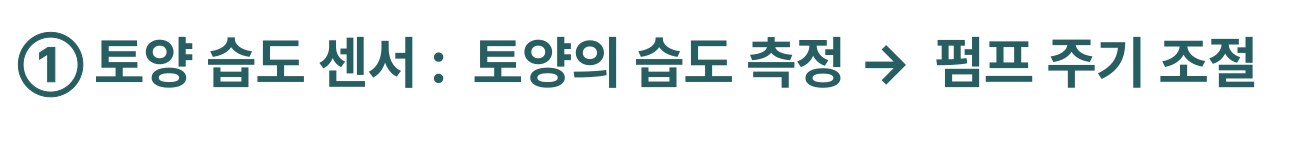 ① 토양 습도 센서 : 토양의 습도 측정 → 펌프 주기 조절